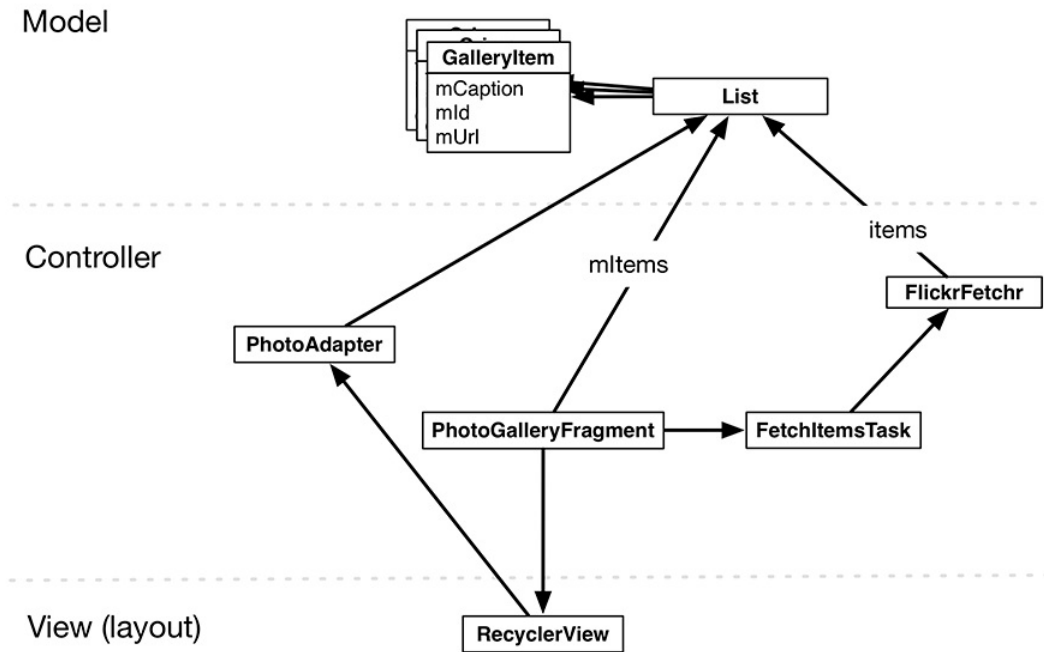 Model
GalleryItem
mCaption
mId
mUrl
List
Controller
mItems
items
FlickrFetchr
PhotoAdapter
PhotoGalleryFragment
FetchItemsTask
View (layout)
RecyclerView